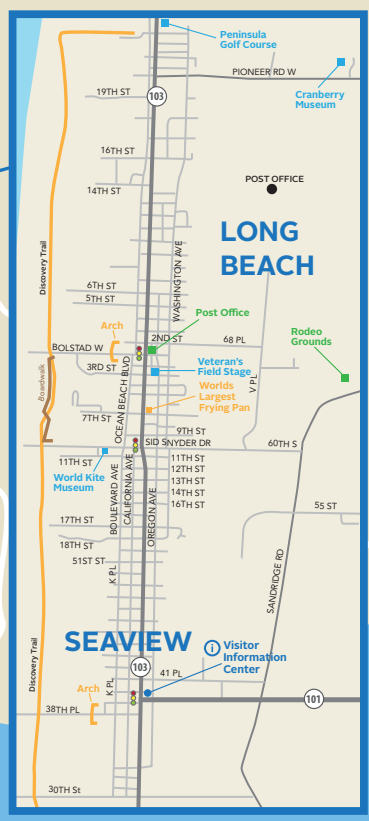 Peninsula
Golf Course
PIONEER RD W
Cranberry
Museum
19TH ST
103
16TH ST
14TH ST
POST OFFICE
LONG
BEACH
WASHINGTON AVE
Discovery Trail
6TH ST
5TH ST
Post Office
Arch
2ND ST
68 PL
Rodeo
Grounds
BOLSTAD W
3RD ST
Veteran's
Field Stage
Boardwalk
OCEAN BEACH BLVD
Worlds
Largest
Frying Pan
V PL
7TH ST
9TH ST
SID SNYDER DR
60TH S
11TH ST
World Kite
Museum
BOULEVARD AVE
CALIFORNIA AVE
OREGON AVE
11TH ST
12TH ST
13TH ST
14TH ST
16TH ST
17TH ST
55 ST
18TH ST
51ST ST
K PL
SANDRIDGE RD
SEAVIEW
i
Visitor
Information
Center
Discovery Trail
103
41 PL
K PL
Arch
38TH PL
101
30TH St